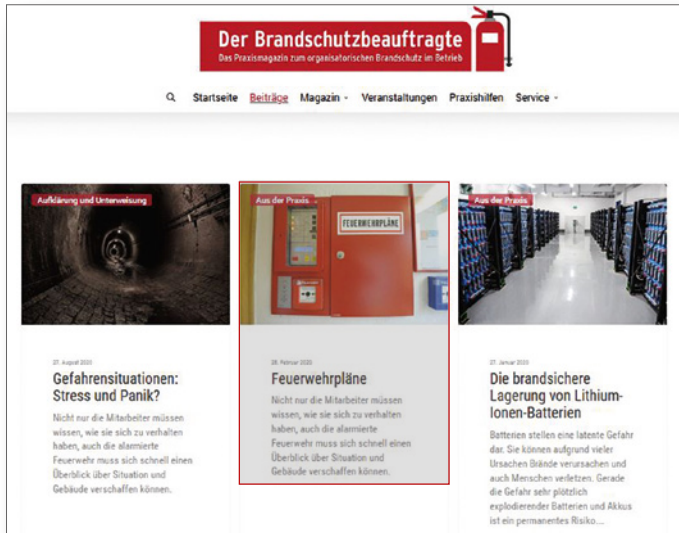 Der Brandschutzbeauftragte
Das Praxismagazin zum organisatorischen Brandschutz im Betrieb
Startseite Beiträge Magazin Veranstaltungen Praxishilfen Service
Aufklärung und Unterweisung
27. August 2020
Gefahrensituationen:
Stress und Panik?
Nicht nur die Mitarbeiter müssen
wissen, wie sie sich zu verhalten
haben, auch die alarmierte
Feuerwehr muss sich schnell einen
Überblick über Situation und
Gebäude verschaffen können.
Aus der Praxis
FEUERWEHRPLÄNE
28. Februar 2020
Feuerwehrpläne
Nicht nur die Mitarbeiter müssen
wissen, wie sie sich zu verhalten
haben, auch die alarmierte
Feuerwehr muss sich schnell einen
Überblick über Situation und
Gebäude verschaffen können.
Aus der Praxis
27. Januar 2020
Die brandsichere
Lagerung von Lithium-
Ionen-Batterien
Batterien stellen eine latente Gefahr
dar. Sie können aufgrund vieler
Ursachen Brände verursachen und
auch Menschen verletzen. Gerade
die Gefahr sehr plötzlich
explodierender Batterien und Akkus
ist ein permanentes Risiko....